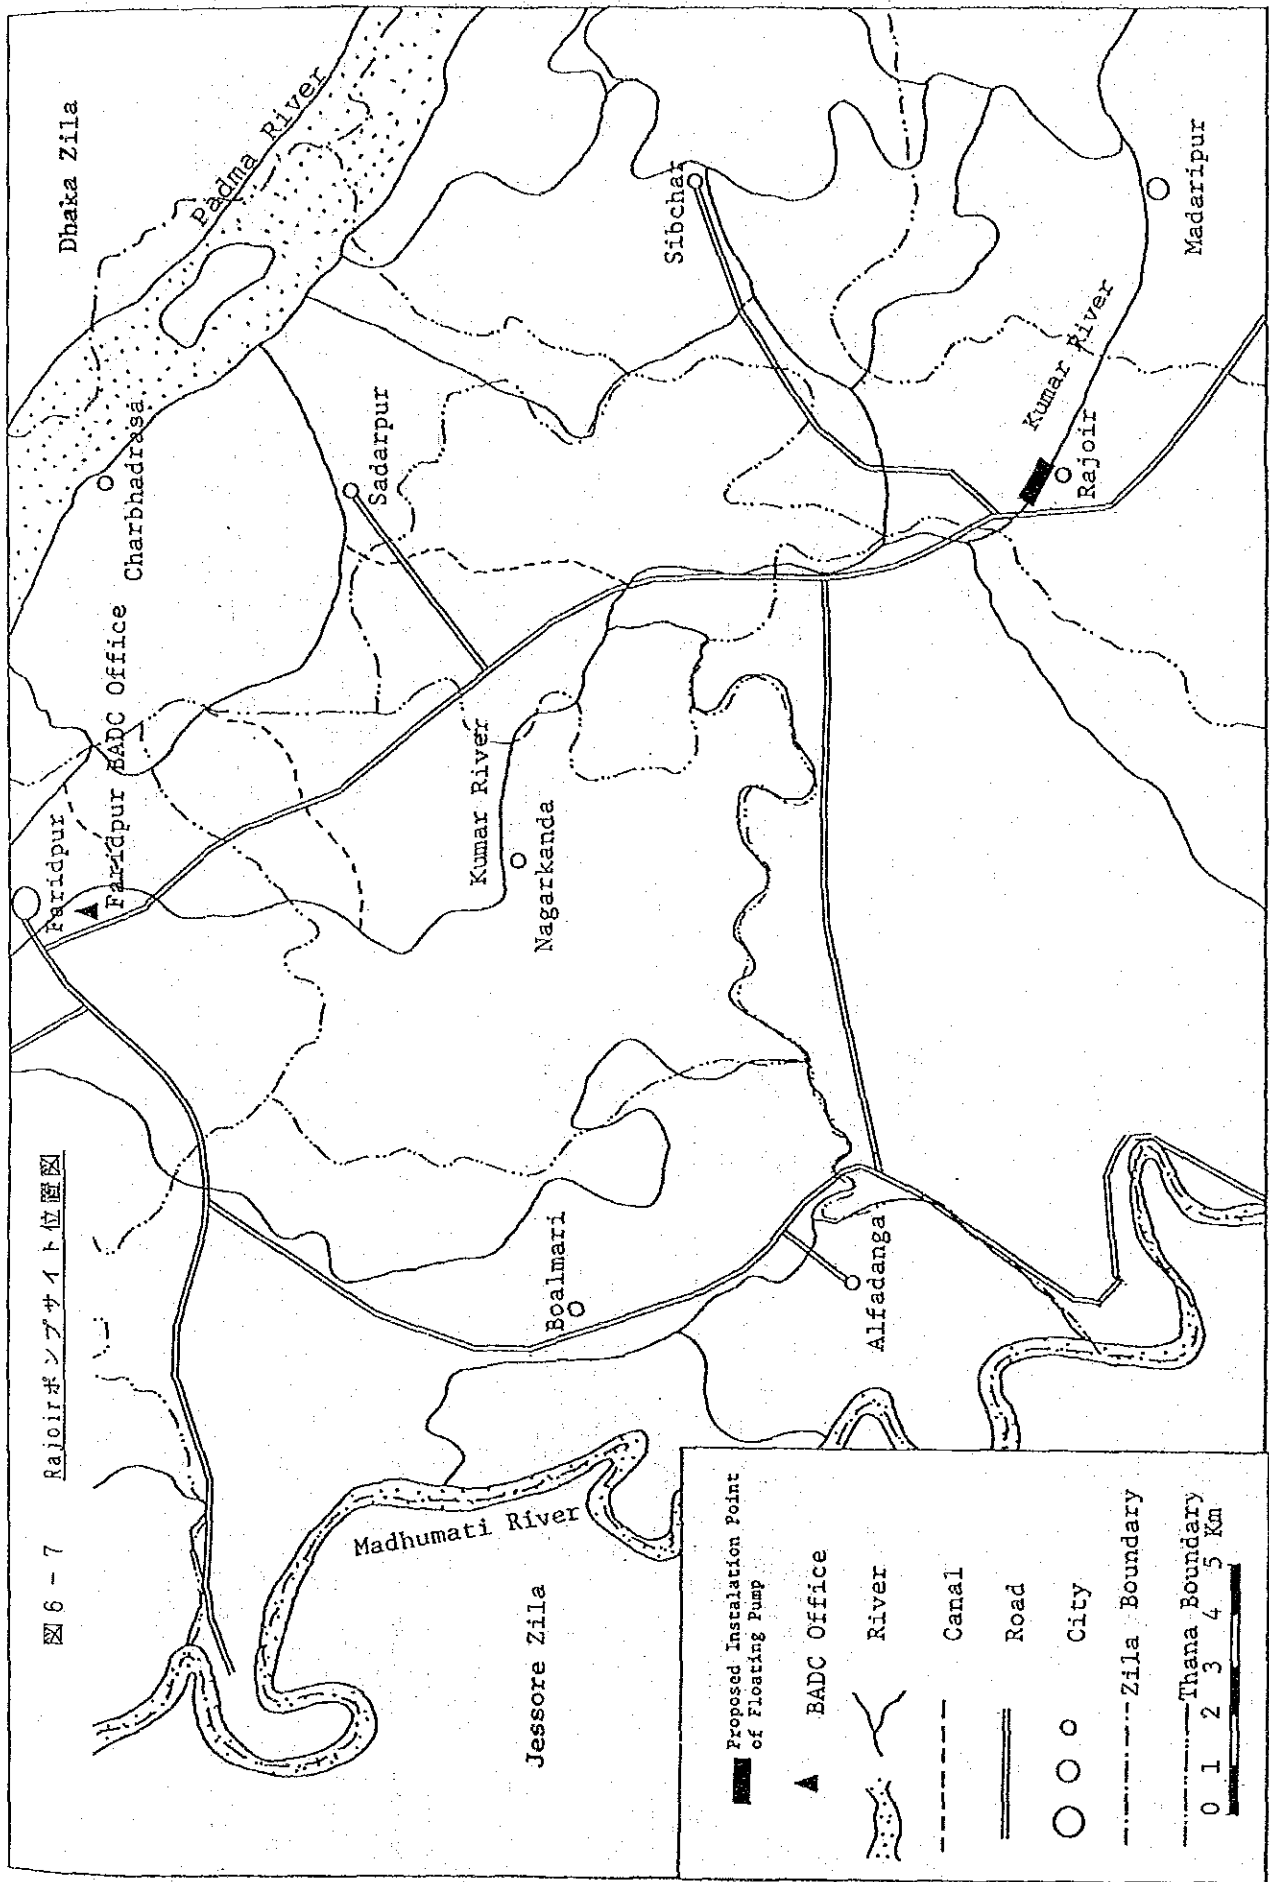 図6-7 Rajoirポンプサイト位置図
Dhaka Zila
Padma River
Charbhadrasa
Faridpur
Faridpur BADC Office
Sadarpur
Sibchar
Kumar River
Nagarkanda
Kumar River
Rajoir
Madaripur
Boalmari
Alfadanga
Madhumati River
Jessore Zila
Proposed Instalation Point
of Floating Pump
BADC Office
River
Canal
Road
City
Zila Boundary
Thana Boundary
0 1 2 3 4 5 Km